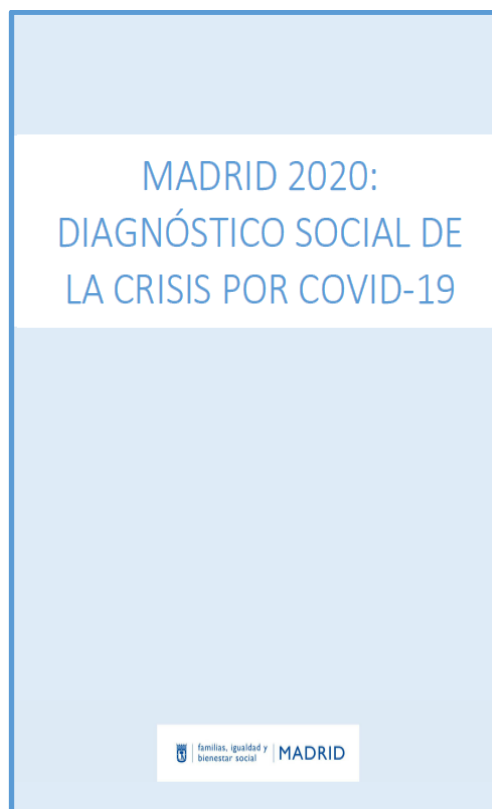 MADRID 2020:
DIAGNÓSTICO SOCIAL DE
LA CRISIS POR COVID-19
familias, igualdad y
bienestar social
MADRID